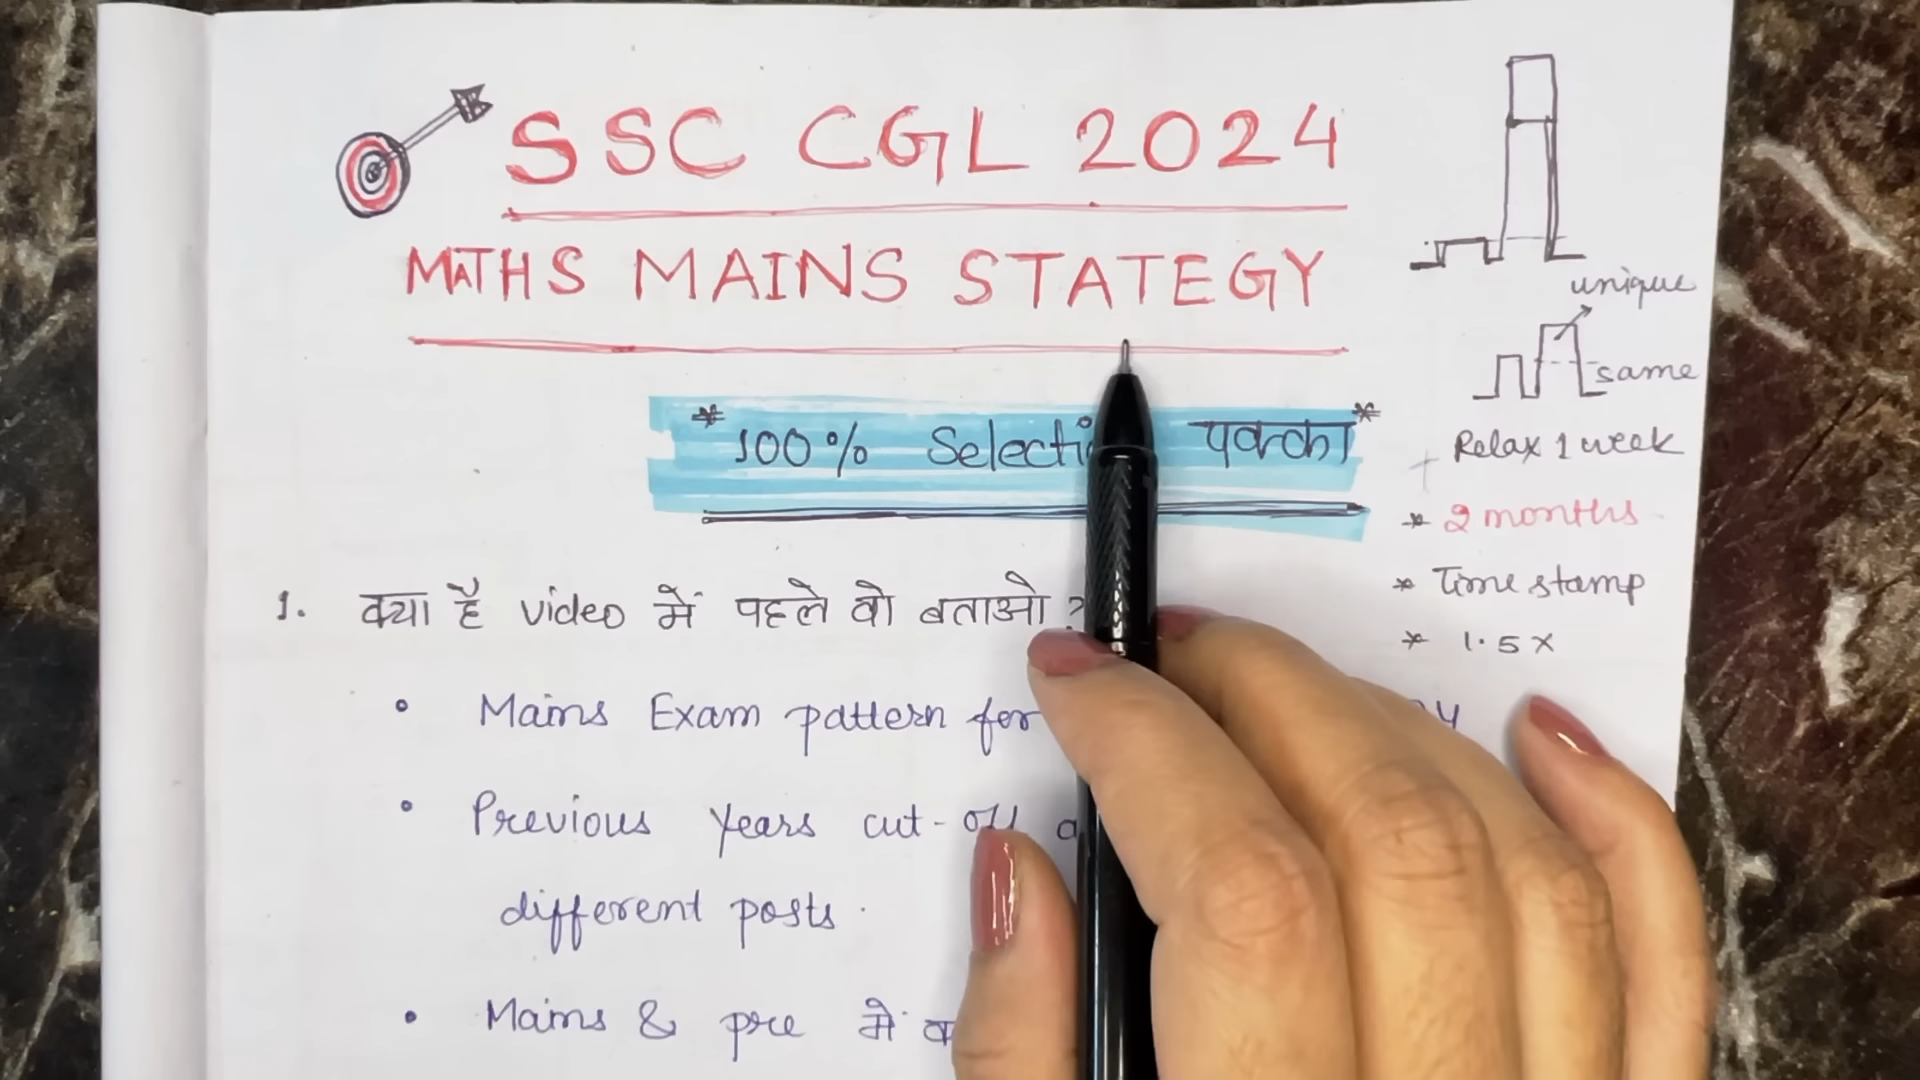 SSC CGL 2024
MATHS MAINS STATEGY
* 100% Selecti पक्का *
1. क्या है video में पहले वो बताओ ?
• Mains Exam pattern for
• Previous Years cut-off
different posts.
• Mains & pre में
unique
same
Relax 1 week
* 2 months
* Time stamp
* 1.5x